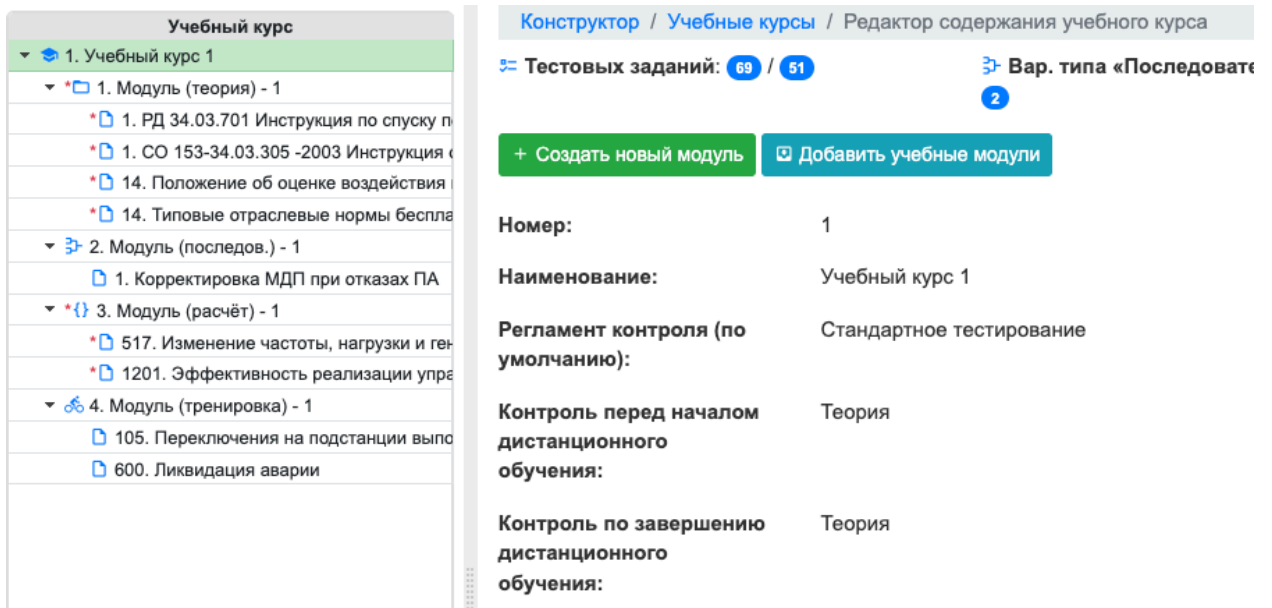 Учебный курс
1. Учебный курс 1
* 1. Модуль (теория) - 1
* 1. РД 34.03.701 Инструкция по спуску п
* 1. СО 153-34.03.305 -2003 Инструкция
* 14. Положение об оценке воздействия
* 14. Типовые отраслевые нормы беспла
2. Модуль (последов.) - 1
1. Корректировка МДП при отказах ПА
* {} 3. Модуль (расчёт) - 1
* 517. Изменение частоты, нагрузки и ген
* 1201. Эффективность реализации упра
4. Модуль (тренировка) - 1
105. Переключения на подстанции выпо
600. Ликвидация аварии
Конструктор / Учебные курсы / Редактор содержания учебного курса
Тестовых заданий: 69 / 51
Вар. типа «Последовате
2
+ Создать новый модуль
Добавить учебные модули
Номер: 1
Наименование: Учебный курс 1
Регламент контроля (по Стандартное тестирование
умолчанию):
Контроль перед началом Теория
дистанционного
обучения:
Контроль по завершению Теория
дистанционного
обучения: